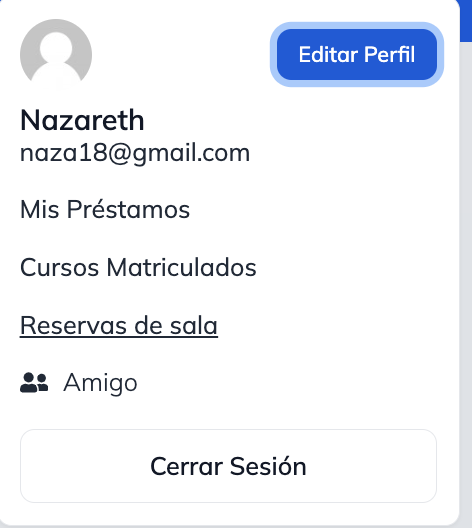 Editar Perfil
Nazareth
naza18@gmail.com
Mis Préstamos
Cursos Matriculados
Reservas de sala
Amigo
Cerrar Sesión